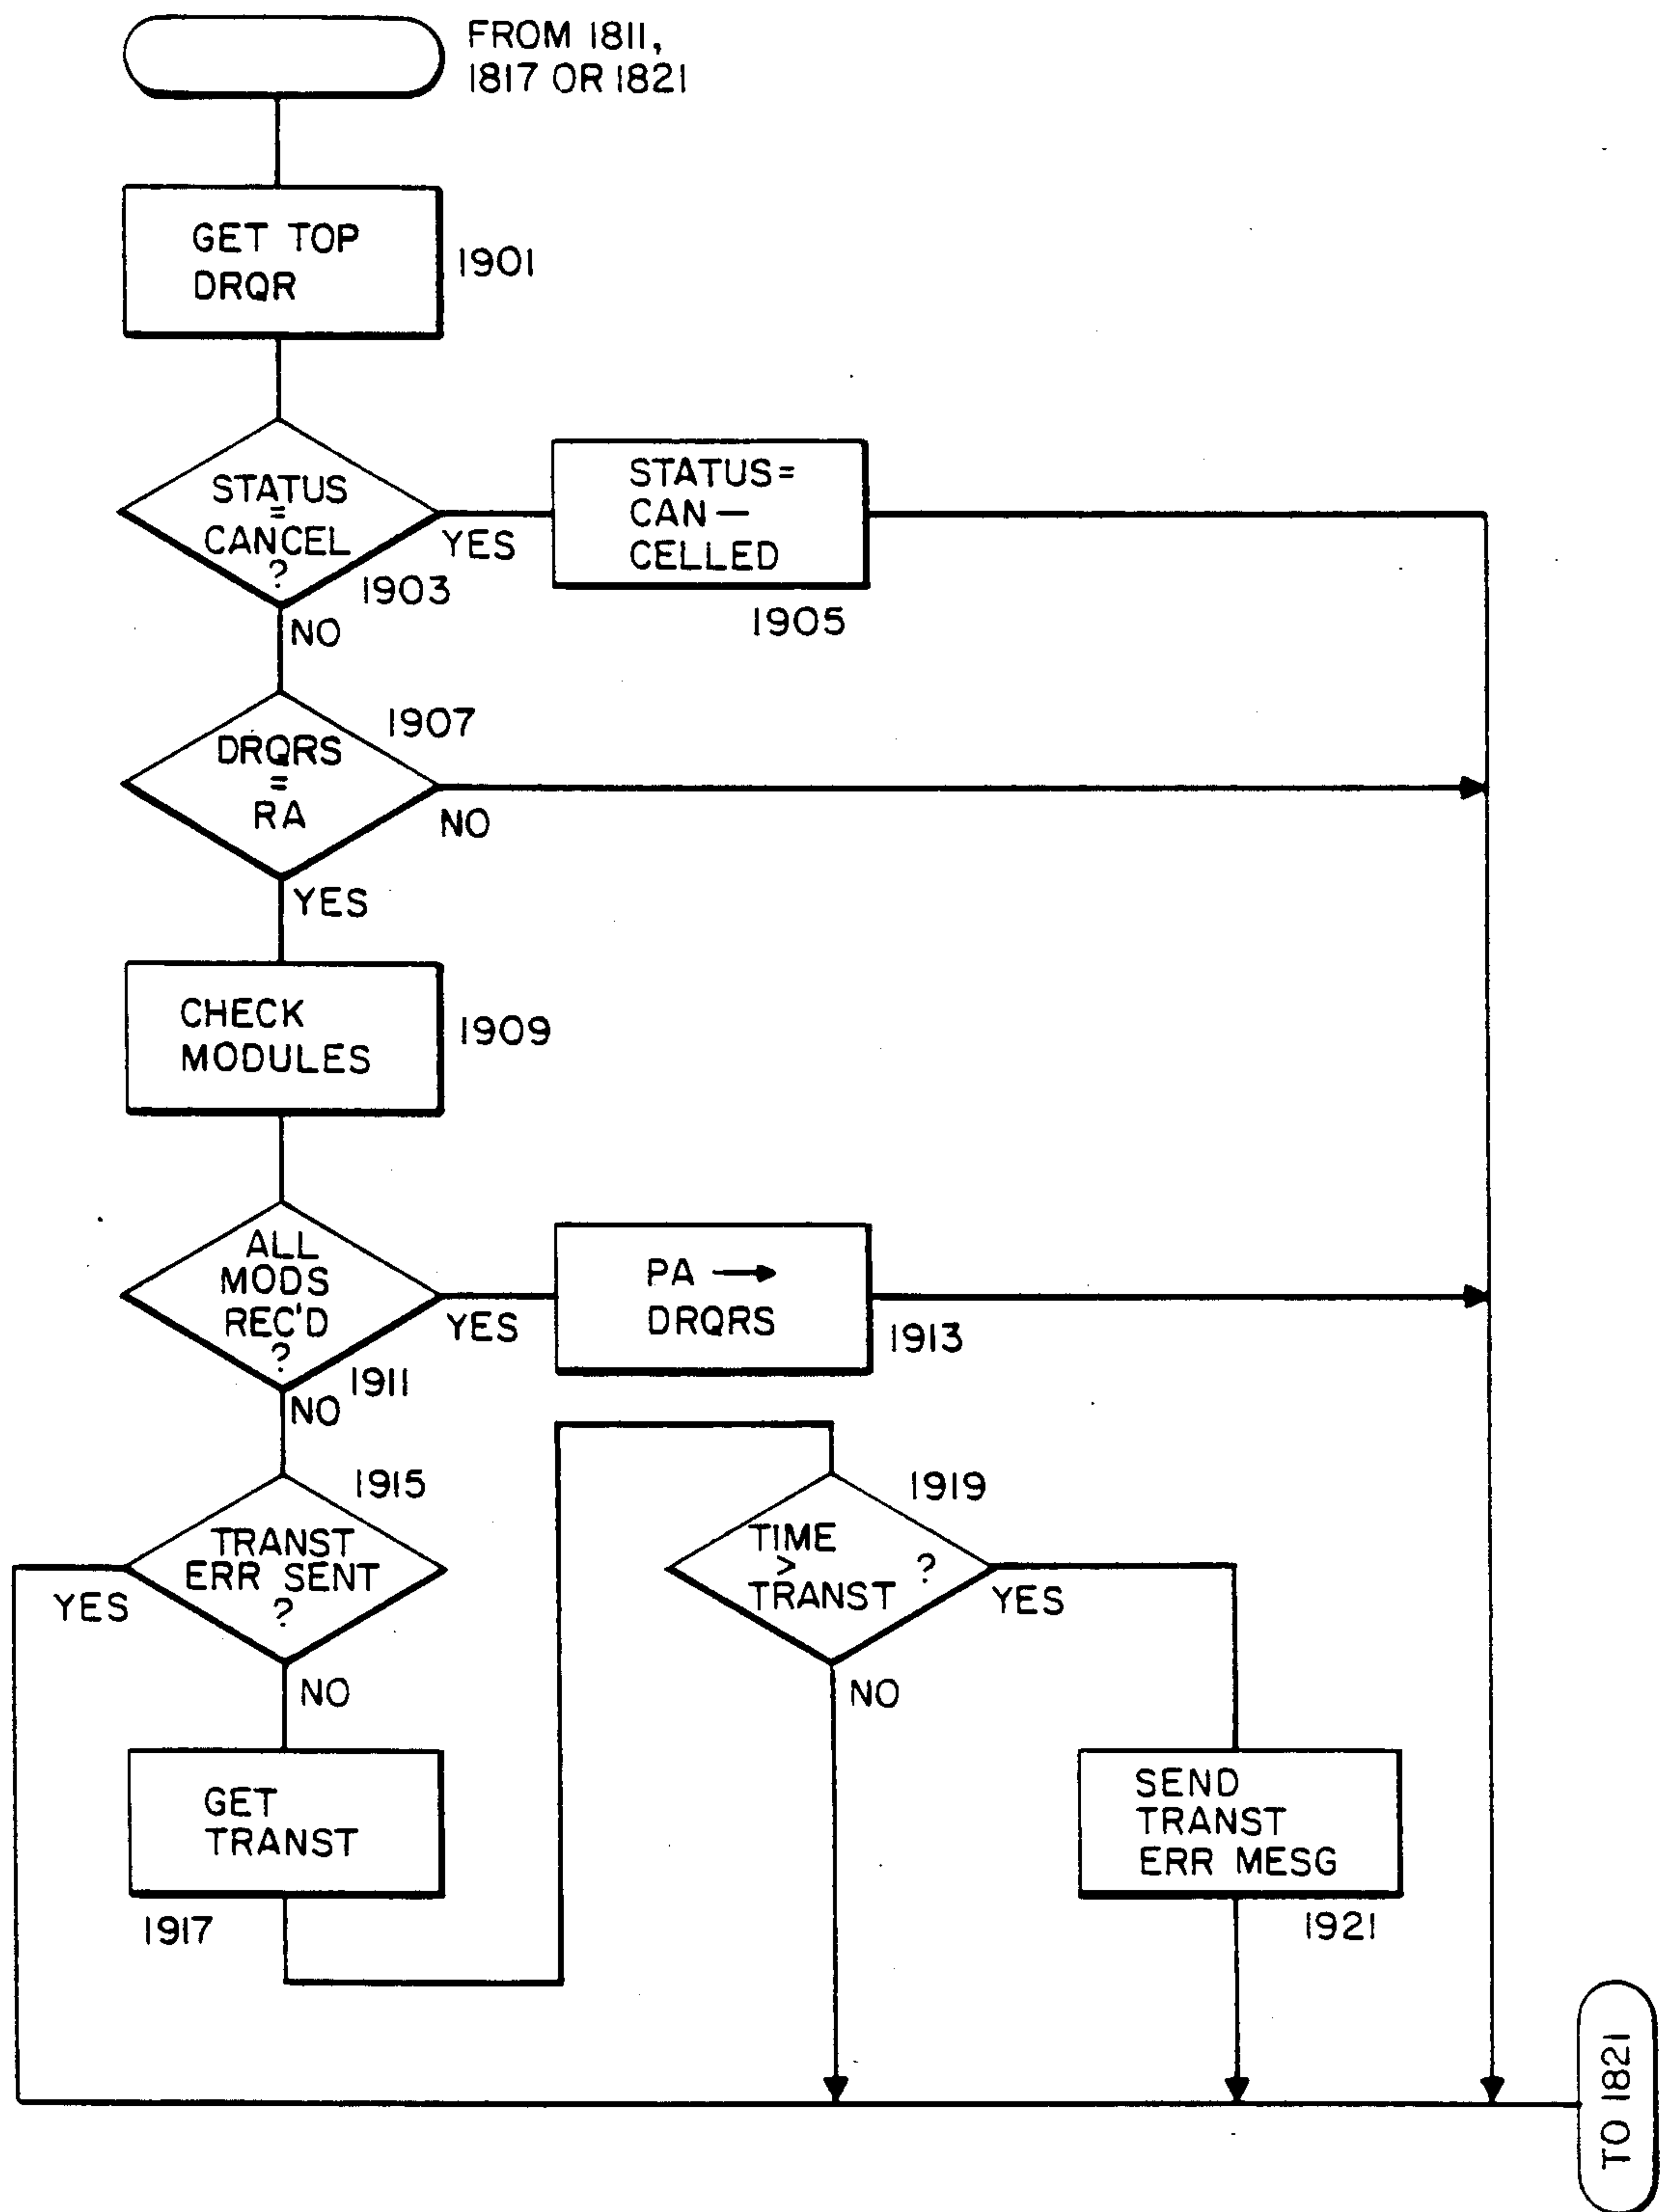 FROM 1811,
1817 OR 1821
GET TOP
DRQR
1901
STATUS
=
CANCEL
?
1903
YES
NO
STATUS=
CAN—
CELLED
1905
1907
DRQRS
=
RA
NO
YES
CHECK
MODULES
1909
ALL
MODS
REC'D
?
1911
YES
NO
PA →
DRQRS
1913
1915
TRANST
ERR SENT
?
YES
NO
GET
TRANST
1917
1919
TIME
>
TRANST ?
YES
NO
SEND
TRANST
ERR MESG
1921
TO 1821